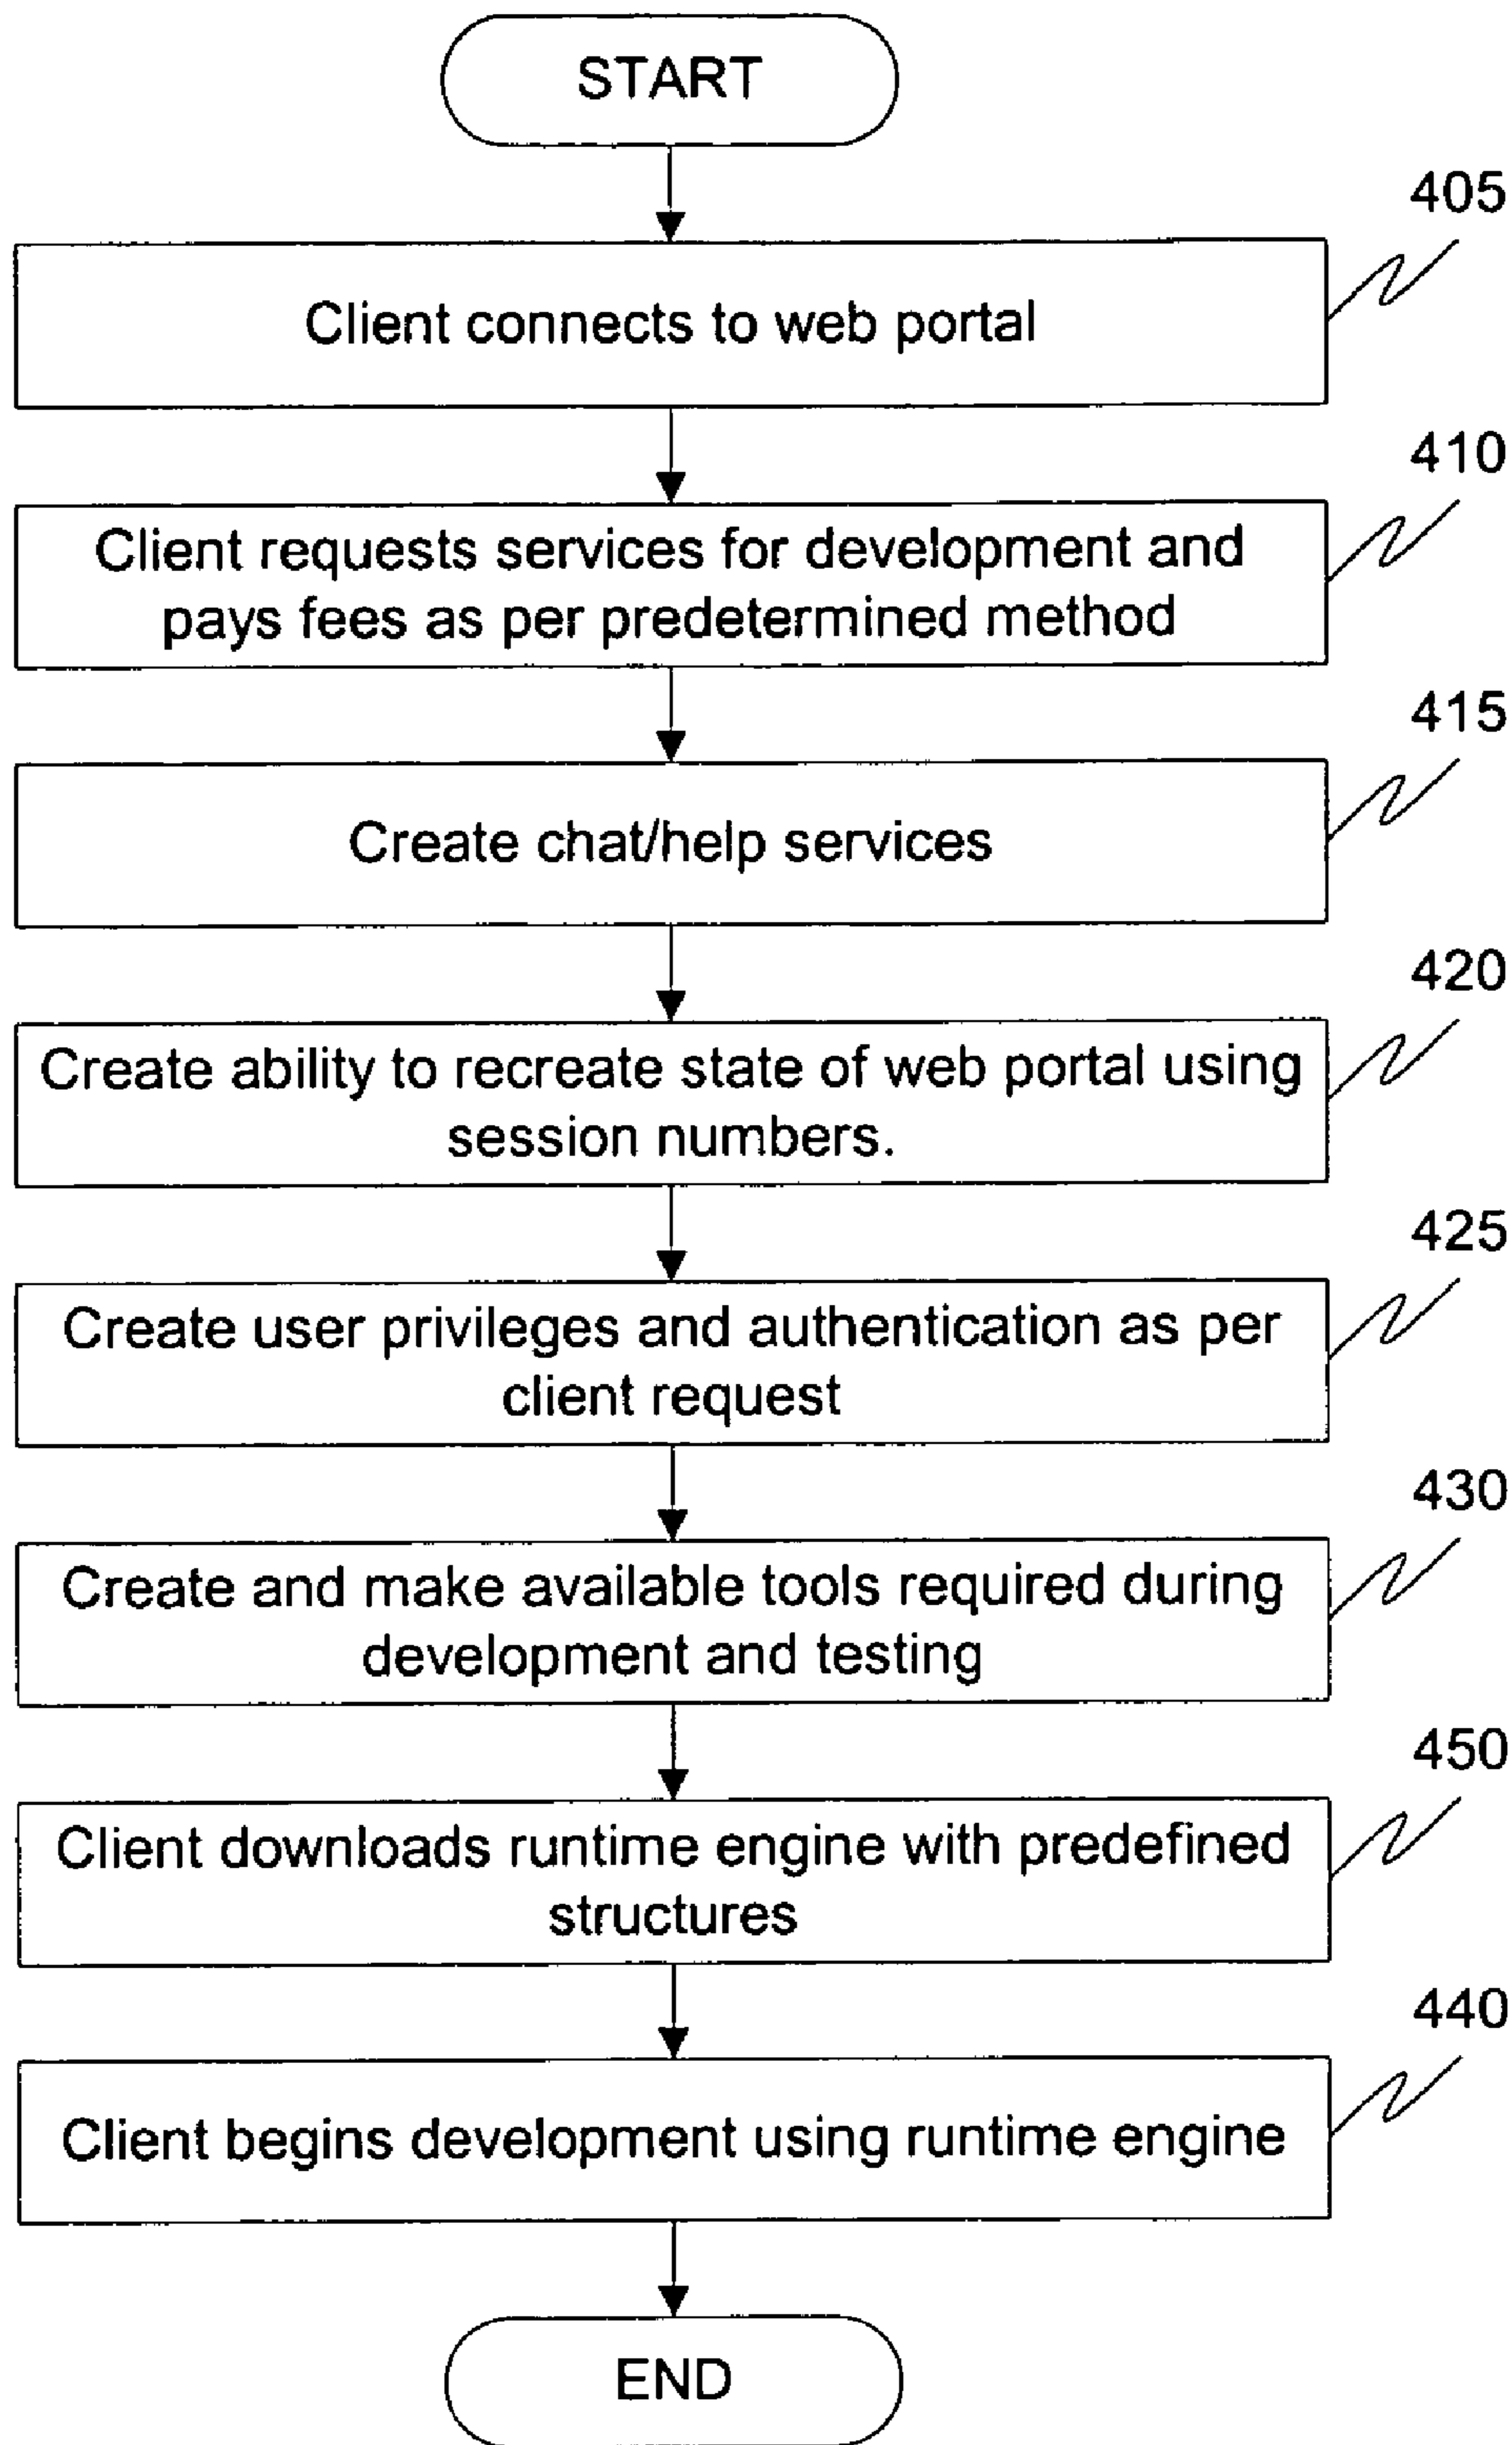 START
405
Client connects to web portal
410
Client requests services for development and
pays fees as per predetermined method
415
Create chat/help services
420
Create ability to recreate state of web portal using
session numbers.
425
Create user privileges and authentication as per
client request
430
Create and make available tools required during
development and testing
450
Client downloads runtime engine with predefined
structures
440
Client begins development using runtime engine
END